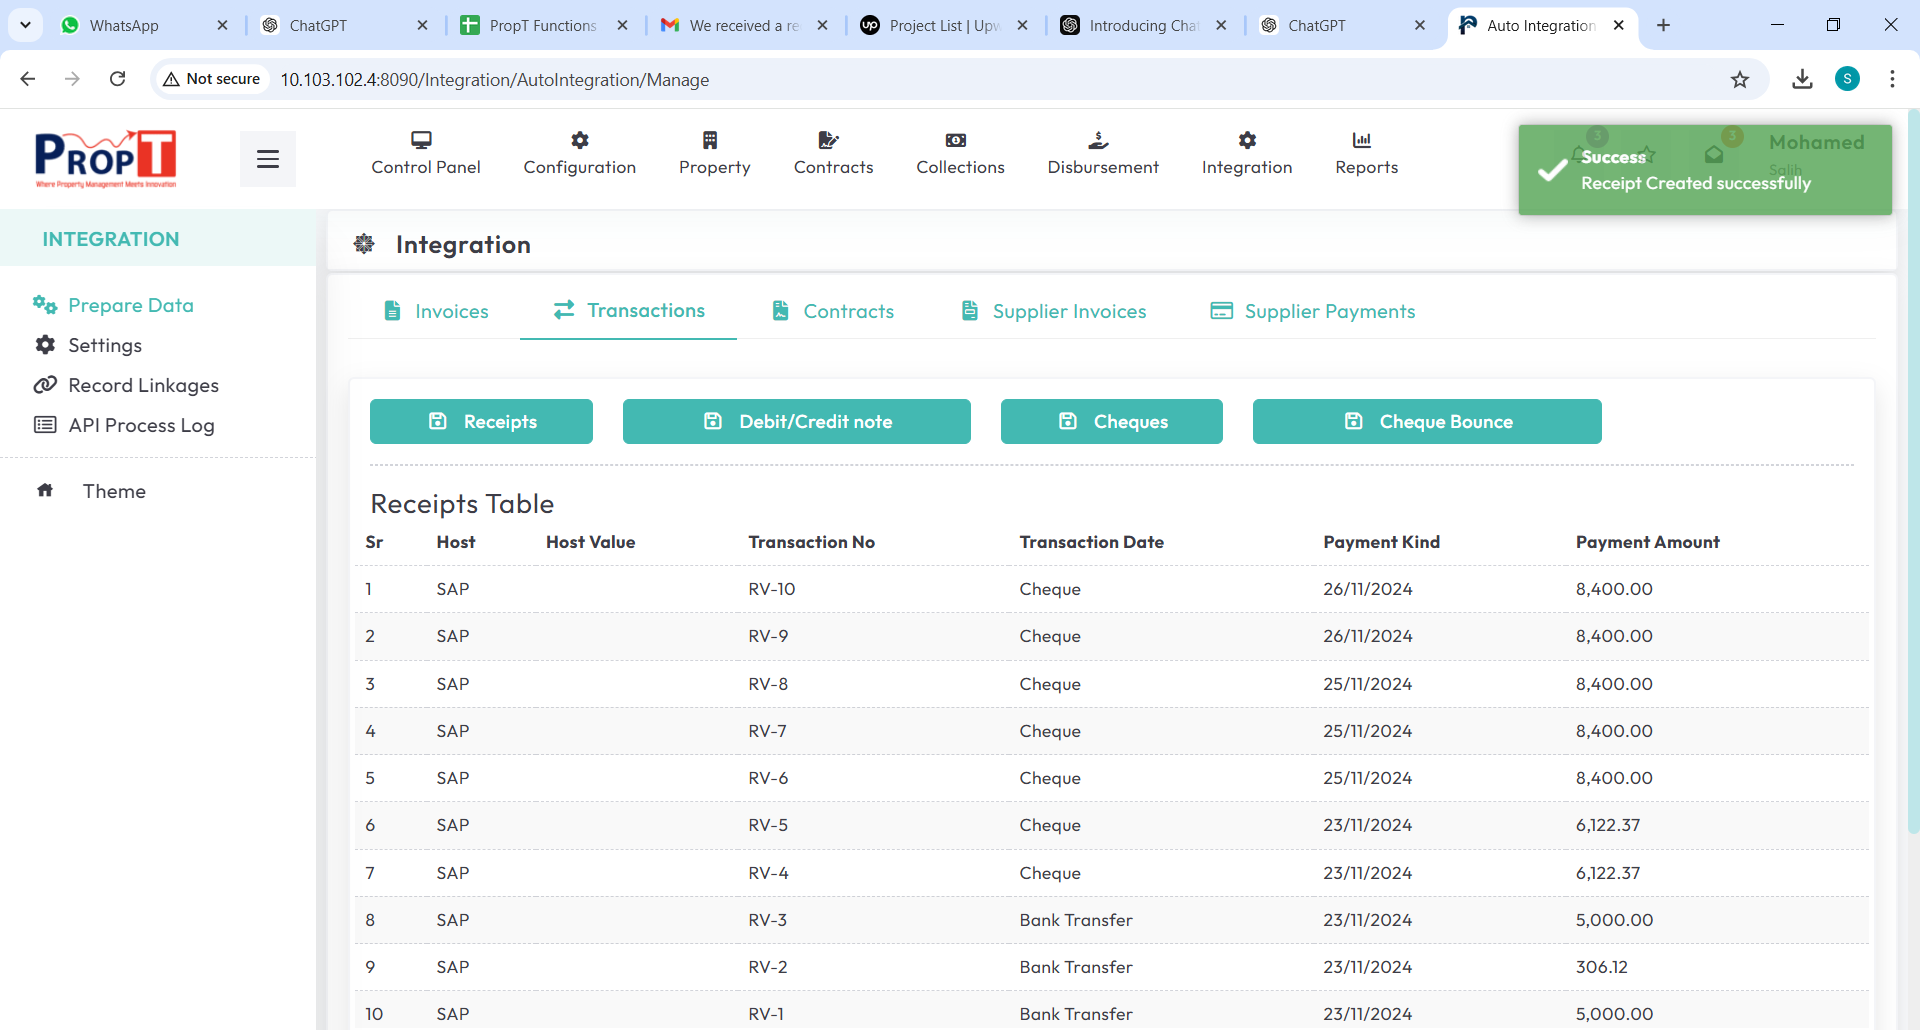 WhatsApp
ChatGPT
PropT Functions
We received a re
Project List | Upw
Introducing Chat
ChatGPT
Auto Integration
Not secure
10.103.102.4:8090/Integration/AutoIntegration/Manage
S
PROPT
Where Property Management Meets Innovation
Control Panel
Configuration
Property
Contracts
Collections
Disbursement
Integration
Reports
3
3
Mohamed
Salih
Success
Receipt Created successfully
INTEGRATION
Prepare Data
Settings
Record Linkages
API Process Log
Theme
Integration
Invoices
Transactions
Contracts
Supplier Invoices
Supplier Payments
Receipts
Debit/Credit note
Cheques
Cheque Bounce
Receipts Table
Sr Host Host Value Transaction No Transaction Date Payment Kind Payment Amount
1 SAP RV-10 Cheque 26/11/2024 8,400.00
2 SAP RV-9 Cheque 26/11/2024 8,400.00
3 SAP RV-8 Cheque 25/11/2024 8,400.00
4 SAP RV-7 Cheque 25/11/2024 8,400.00
5 SAP RV-6 Cheque 25/11/2024 8,400.00
6 SAP RV-5 Cheque 23/11/2024 6,122.37
7 SAP RV-4 Cheque 23/11/2024 6,122.37
8 SAP RV-3 Bank Transfer 23/11/2024 5,000.00
9 SAP RV-2 Bank Transfer 23/11/2024 306.12
10 SAP RV-1 Bank Transfer 23/11/2024 5,000.00